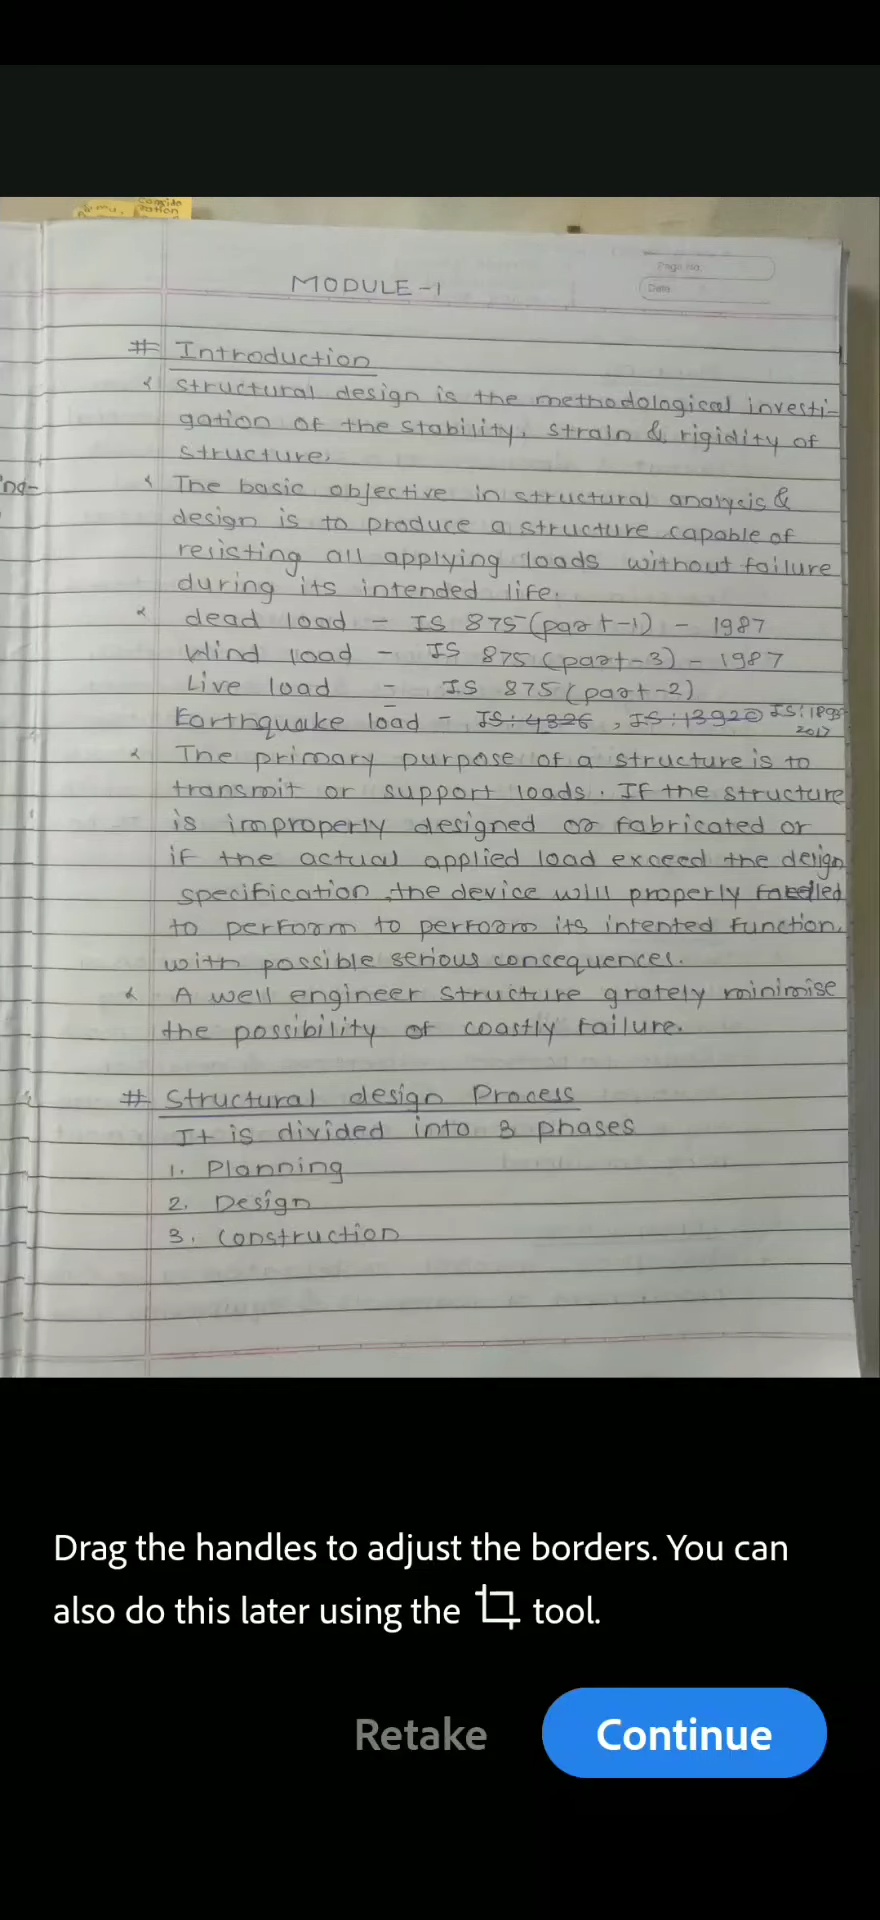 Conside
ration
Page No.
Date
MODULE-1
# Introduction
structural design is the methodological investi-
gation of the stability, strain & rigidity of
structure.
The basic objective in structural analysis &
design is to produce a structure capable of
resisting all applying loads without failure
during its intended life.
dead load - IS 875 (part-1) - 1987
Wind load - IS 875 (part-3) - 1987
Live load - IS 875 (part-2)
Earthquake load - IS:4326, IS:13920 IS:1893
2017
The primary purpose of a structure is to
transmit or support loads. If the structure
is improperly designed or fabricated or
if the actual applied load exceed the design
specification, the device will properly
to perform to perform its intented function,
with possible serious consequences.
A well engineer structure grately minimise
the possibility of coastly failure.
# Structural design Process
It is divided into 3 phases
1. Planning
2. Design
3. Construction
Drag the handles to adjust the borders. You can
also do this later using the tool.
Retake Continue